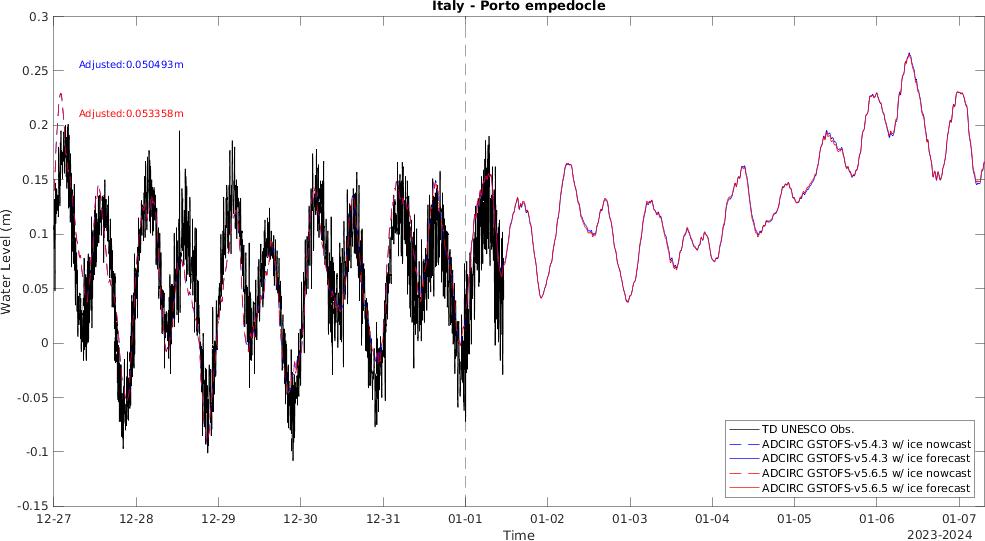 Italy - Porto empedocle
0.3
0.25
0.2
0.15
0.1
0.05
0
-0.05
-0.1
-0.15
Water Level (m)
Adjusted:0.050493m
Adjusted:0.053358m
TD UNESCO Obs.
ADCIRC GSTOFS-v5.4.3 w/ ice nowcast
ADCIRC GSTOFS-v5.4.3 w/ ice forecast
ADCIRC GSTOFS-v5.6.5 w/ ice nowcast
ADCIRC GSTOFS-v5.6.5 w/ ice forecast
12-27 12-28 12-29 12-30 12-31 01-01 01-02 01-03 01-04 01-05 01-06 01-07
Time
2023-2024